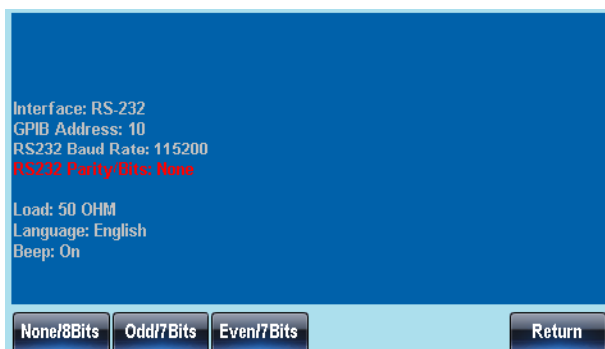 Interface: RS-232
GPIB Address: 10
RS232 Baud Rate: 115200
RS232 Parity/Bits: None
Load: 50 OHM
Language: English
Beep: On
None/8Bits Odd/7Bits Even/7Bits Return